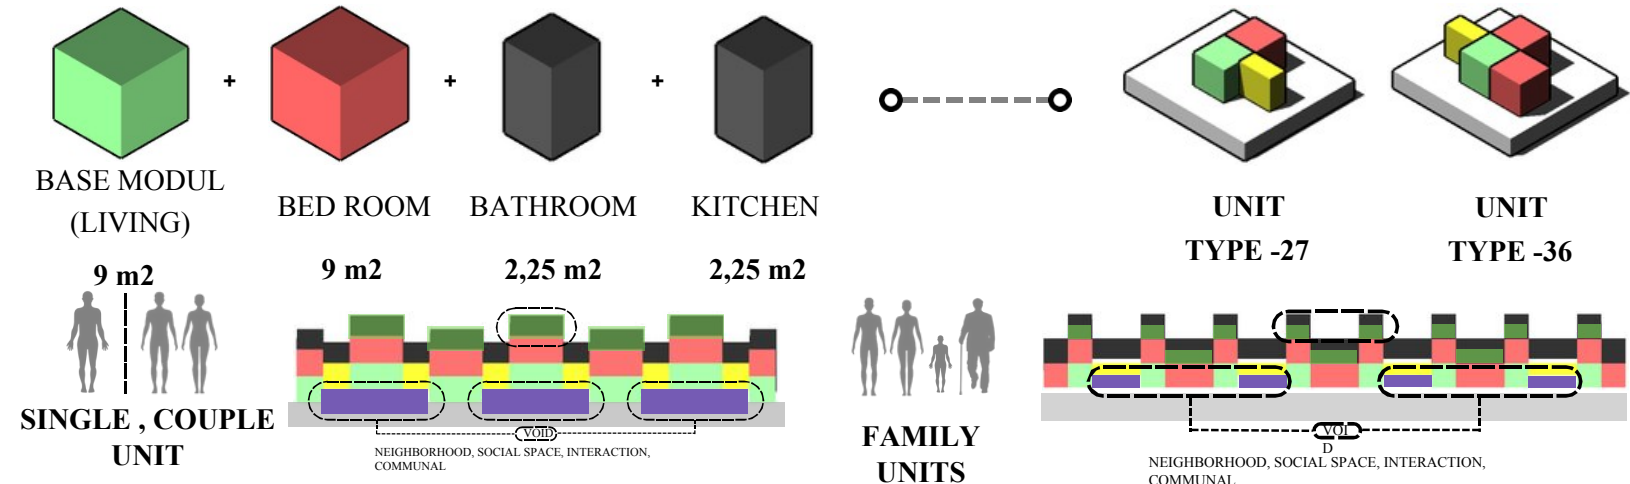 + + +
BASE MODUL
(LIVING)
9 m2
BED ROOM
9 m2
BATHROOM
2,25 m2
KITCHEN
2,25 m2
UNIT
TYPE -27
UNIT
TYPE -36
SINGLE , COUPLE
UNIT
VOID
NEIGHBORHOOD, SOCIAL SPACE, INTERACTION,
COMMUNAL
FAMILY
UNITS
VOI
D
NEIGHBORHOOD, SOCIAL SPACE, INTERACTION,
COMMUNAL